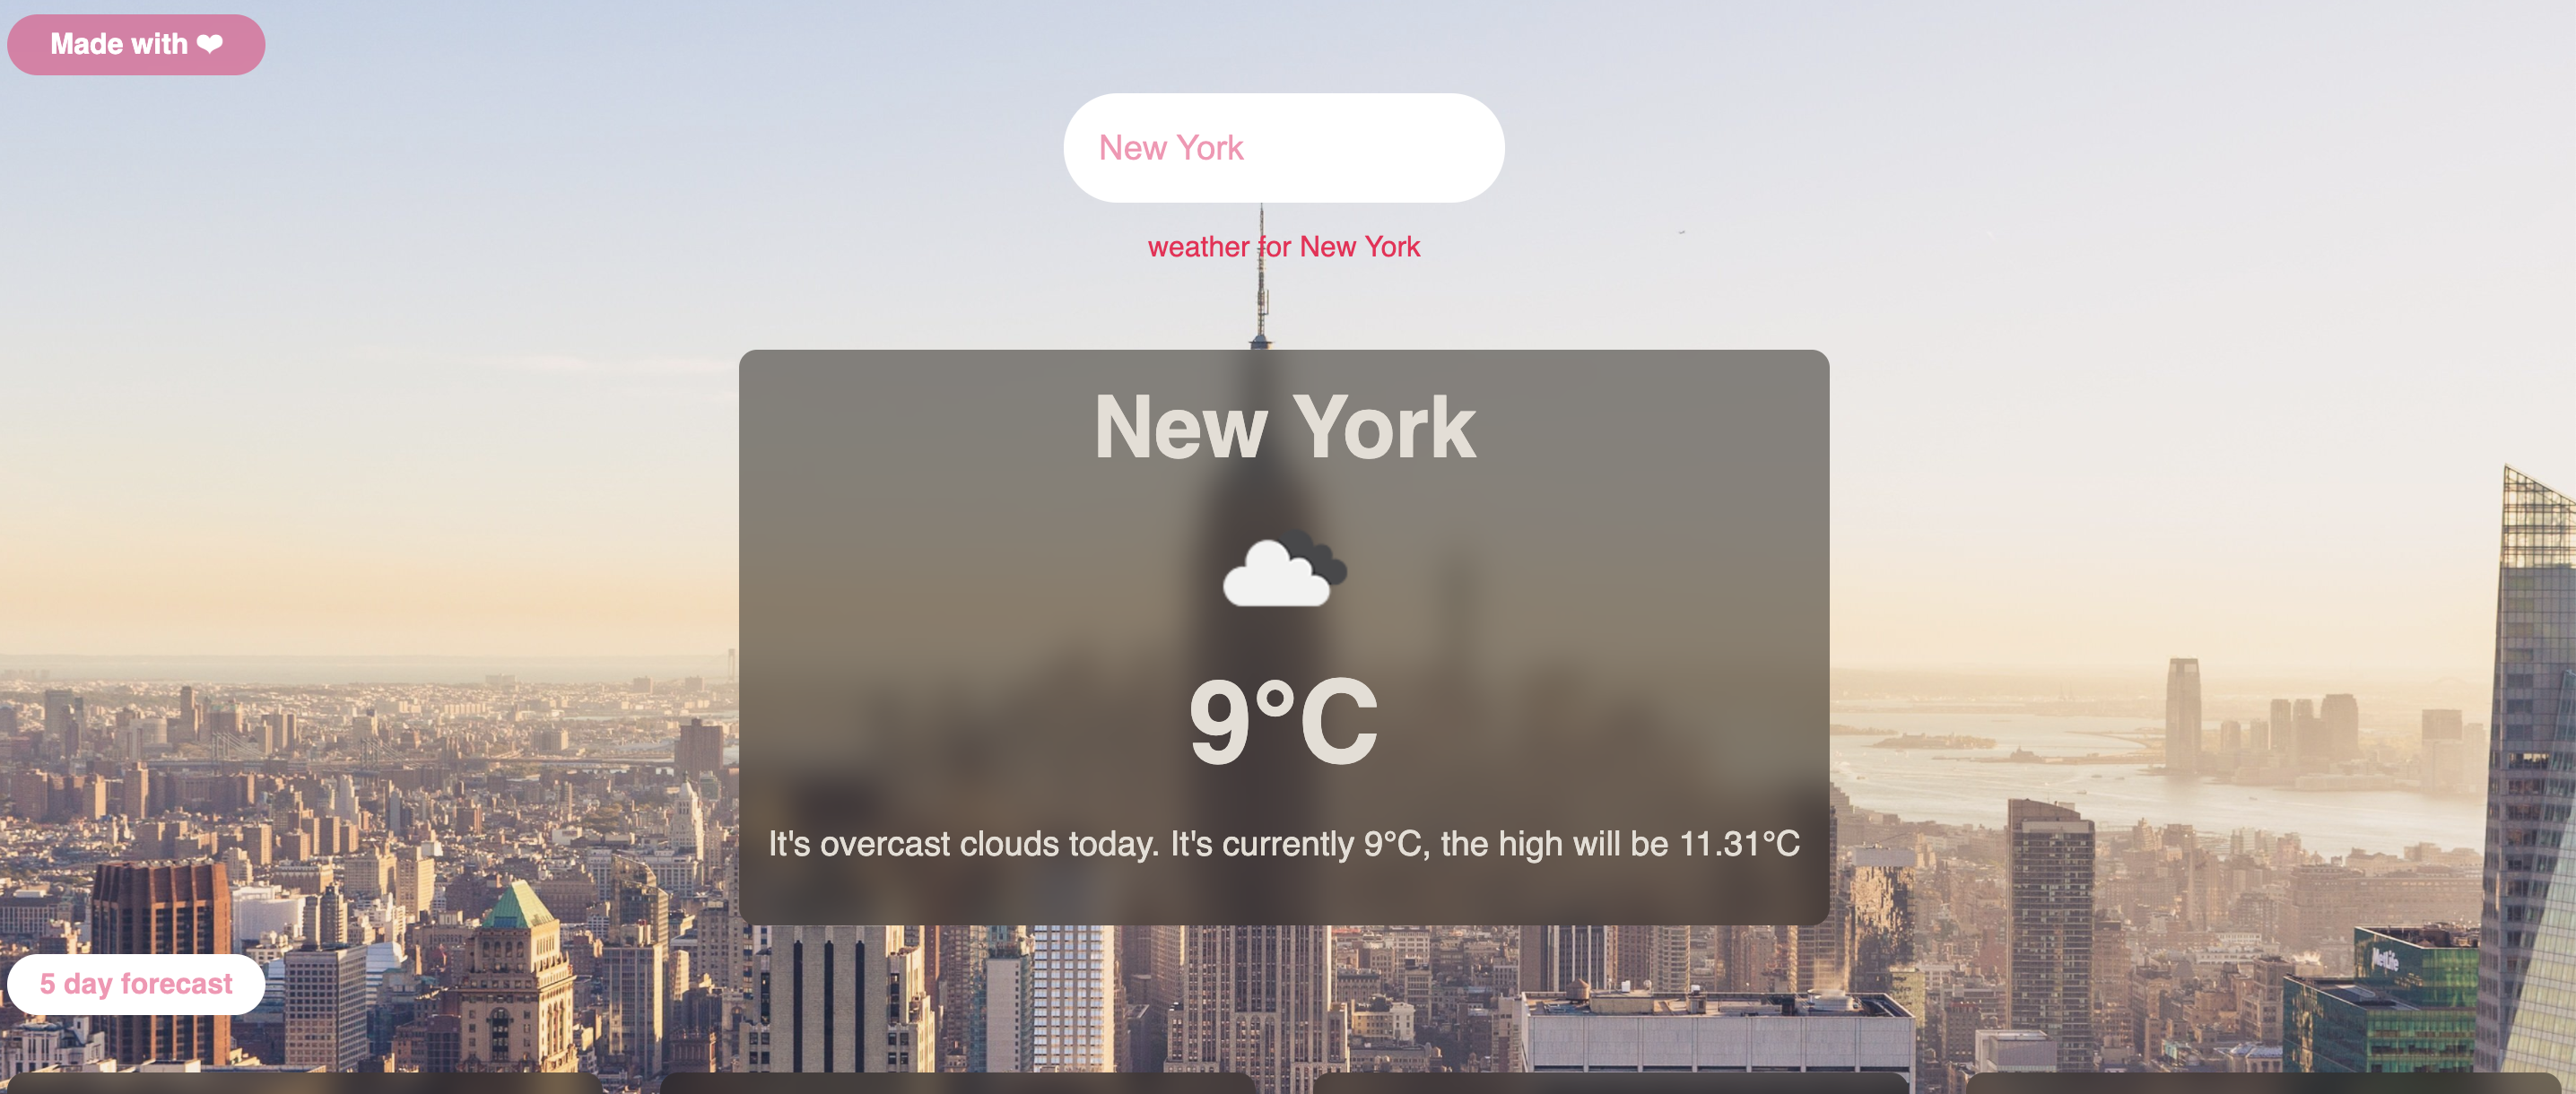 Made with ❤
New York
weather for New York
New York
9°C
It's overcast clouds today. It's currently 9°C, the high will be 11.31°C
5 day forecast
MetLife